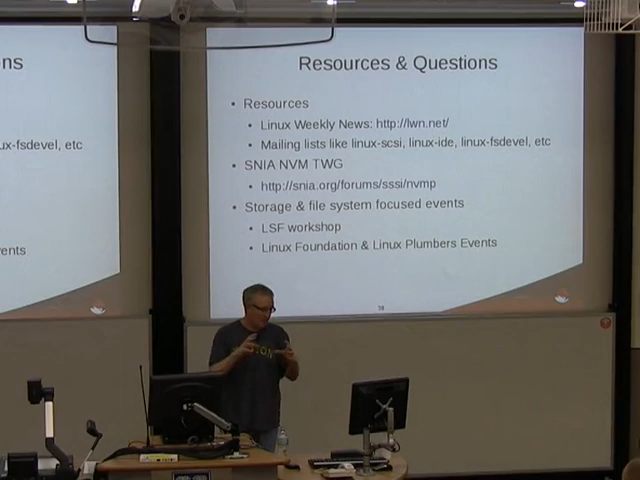 ns
ux-fsdevel, etc
vents
Resources & Questions
• Resources
• Linux Weekly News: http://lwn.net/
• Mailing lists like linux-scsi, linux-ide, linux-fsdevel, etc
• SNIA NVM TWG
• http://snia.org/forums/sssi/nvmp
• Storage & file system focused events
• LSF workshop
• Linux Foundation & Linux Plumbers Events